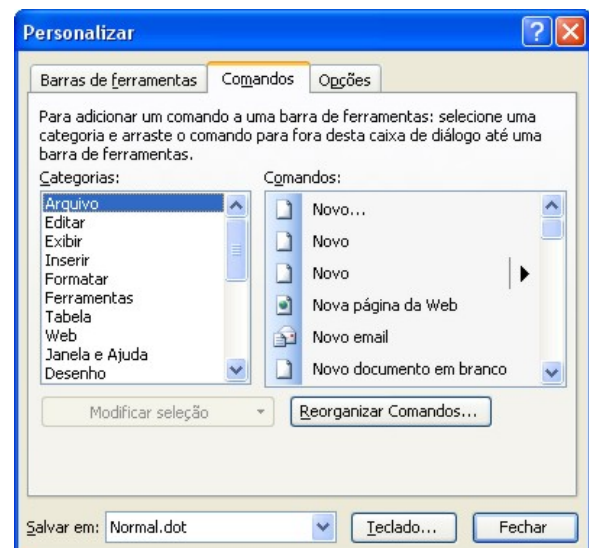 Personalizar
Barras de ferramentas
Comandos
Opções
Para adicionar um comando a uma barra de ferramentas: selecione uma
categoria e arraste o comando para fora desta caixa de diálogo até uma
barra de ferramentas.
Categorias:
Arquivo
Editar
Exibir
Inserir
Formatar
Ferramentas
Tabela
Web
Janela e Ajuda
Desenho
Comandos:
Novo...
Novo
Novo
Nova página da Web
Novo email
Novo documento em branco
Modificar seleção
Reorganizar Comandos...
Salvar em:
Normal.dot
Teclado...
Fechar